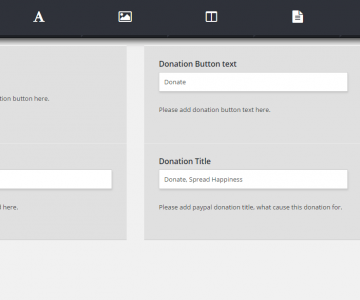 A
Donation Button text
Donate
tion button here.
Please add donation button text here.
Donation Title
Donate, Spread Happiness
d here.
Please add paypal donation title, what cause this donation for.